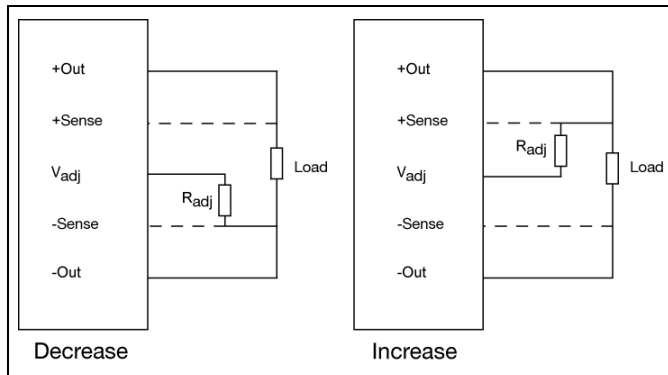 +Out
+Sense
Vadj
Radj
Load
-Sense
-Out
Decrease
+Out
+Sense
Radj
Vadj
Load
-Sense
-Out
Increase